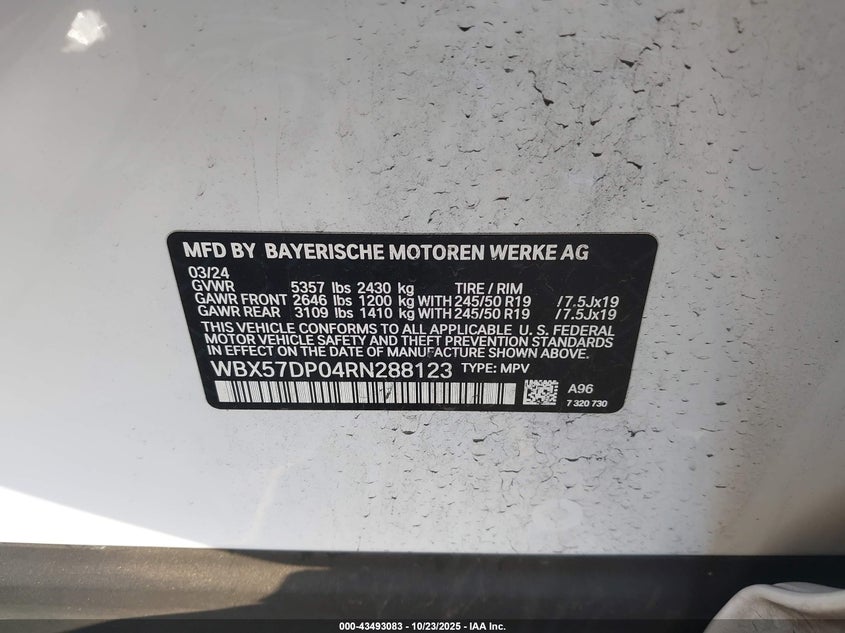 MFD BY BAYERISCHE MOTOREN WERKE AG
03/24
GVWR 5357 lbs 2430 kg TIRE / RIM
GAWR FRONT 2646 lbs 1200 kg WITH 245/50 R19 /7.5Jx19
GAWR REAR 3109 lbs 1410 kg WITH 245/50 R19 /7.5Jx19
THIS VEHICLE CONFORMS TO ALL APPLICABLE U. S. FEDERAL
MOTOR VEHICLE SAFETY AND THEFT PREVENTION STANDARDS
IN EFFECT ON THE DATE OF MANUFACTURE SHOWN ABOVE.
WBX57DP04RN288123 TYPE: MPV
A96
7 320 730
000-43493083 - 10/23/2025 - IAA Inc.